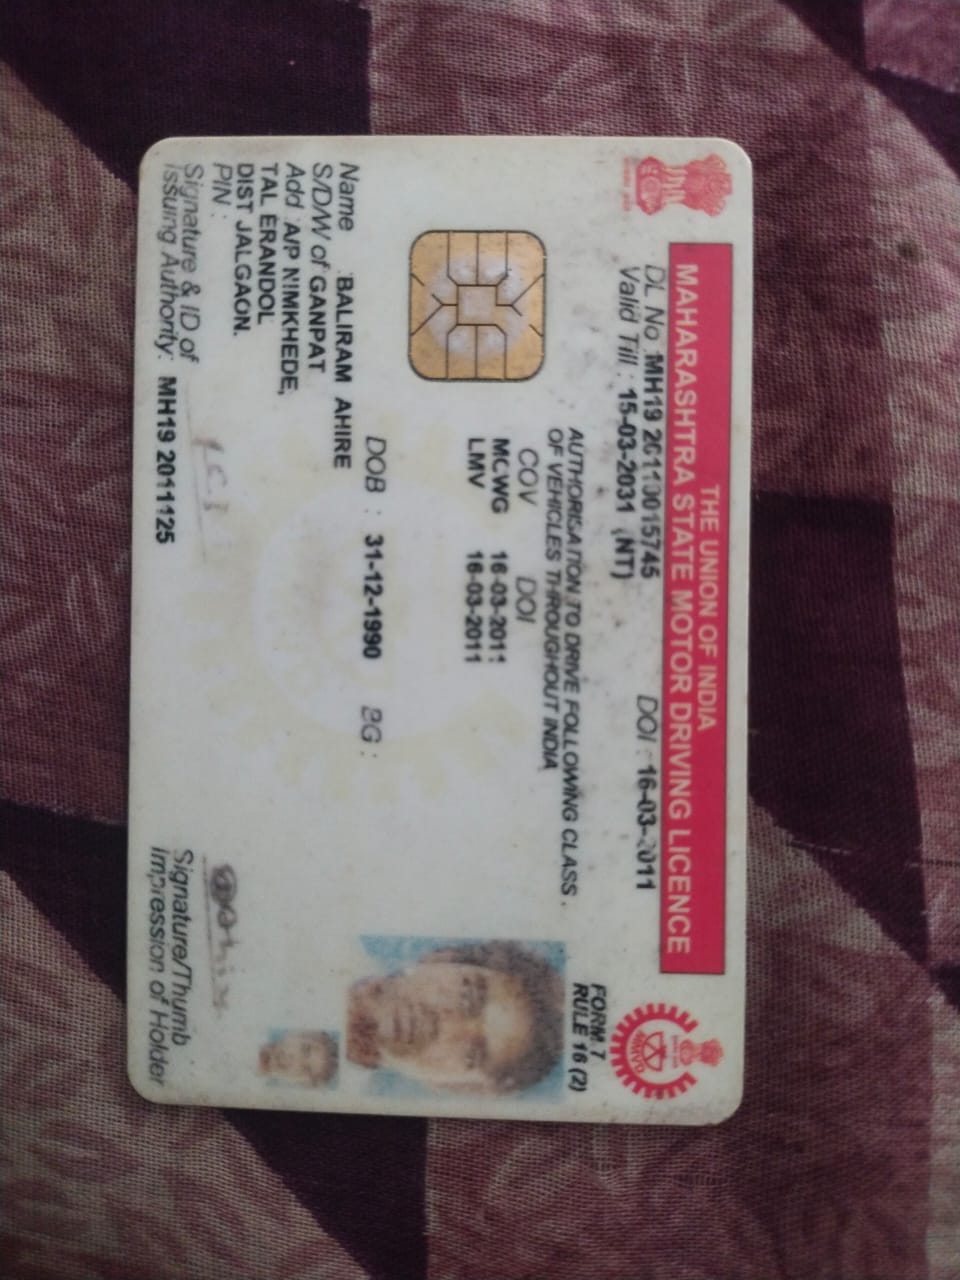 THE UNION OF INDIA
MAHARASHTRA STATE MOTOR DRIVING LICENCE
DL No : MH19 20110015745 DOI : 16-03-2011
Valid Till : 15-03-2031 (NT)
FORM 7
RULE 16 (2)
AUTHORISATION TO DRIVE FOLLOWING CLASS
OF VEHICLES THROUGHOUT INDIA
COV DOI
MCWG 16-03-2011
LMV 16-03-2011
DOB : 31-12-1990 BG :
Name : BALIRAM AHIRE
S/D/W of : GANPAT
Add : A/P NIMKHEDE,
TAL ERANDOL
DIST JALGAON.
PIN :
Signature & ID of
Issuing Authority: MH19 2011125
Signature/Thumb
Impression of Holder